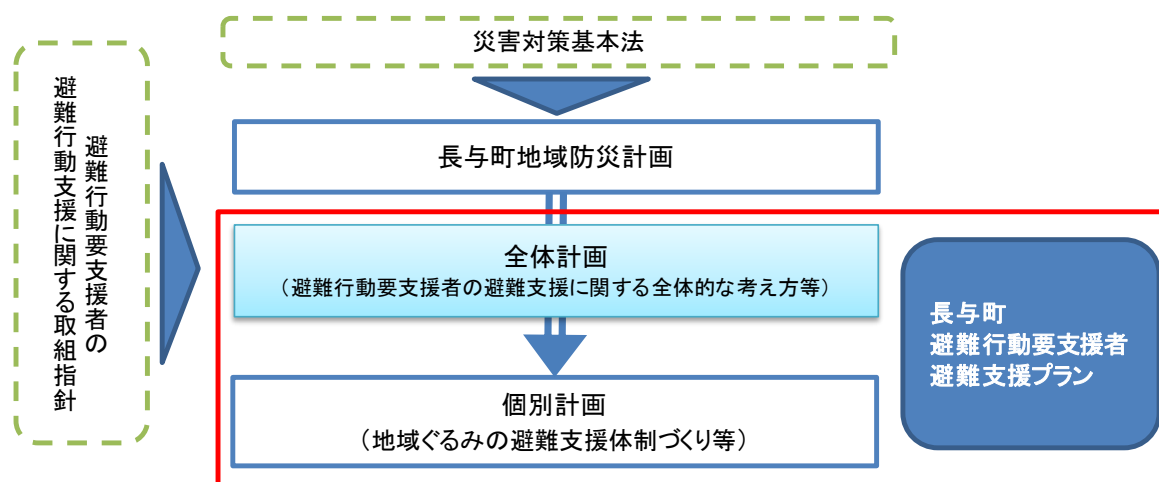 災害対策基本法
避難行動要支援者の
避難行動支援に関する取組指針
長与町地域防災計画
全体計画
（避難行動要支援者の避難支援に関する全体的な考え方等）
個別計画
（地域ぐるみの避難支援体制づくり等）
長与町
避難行動要支援者
避難支援プラン